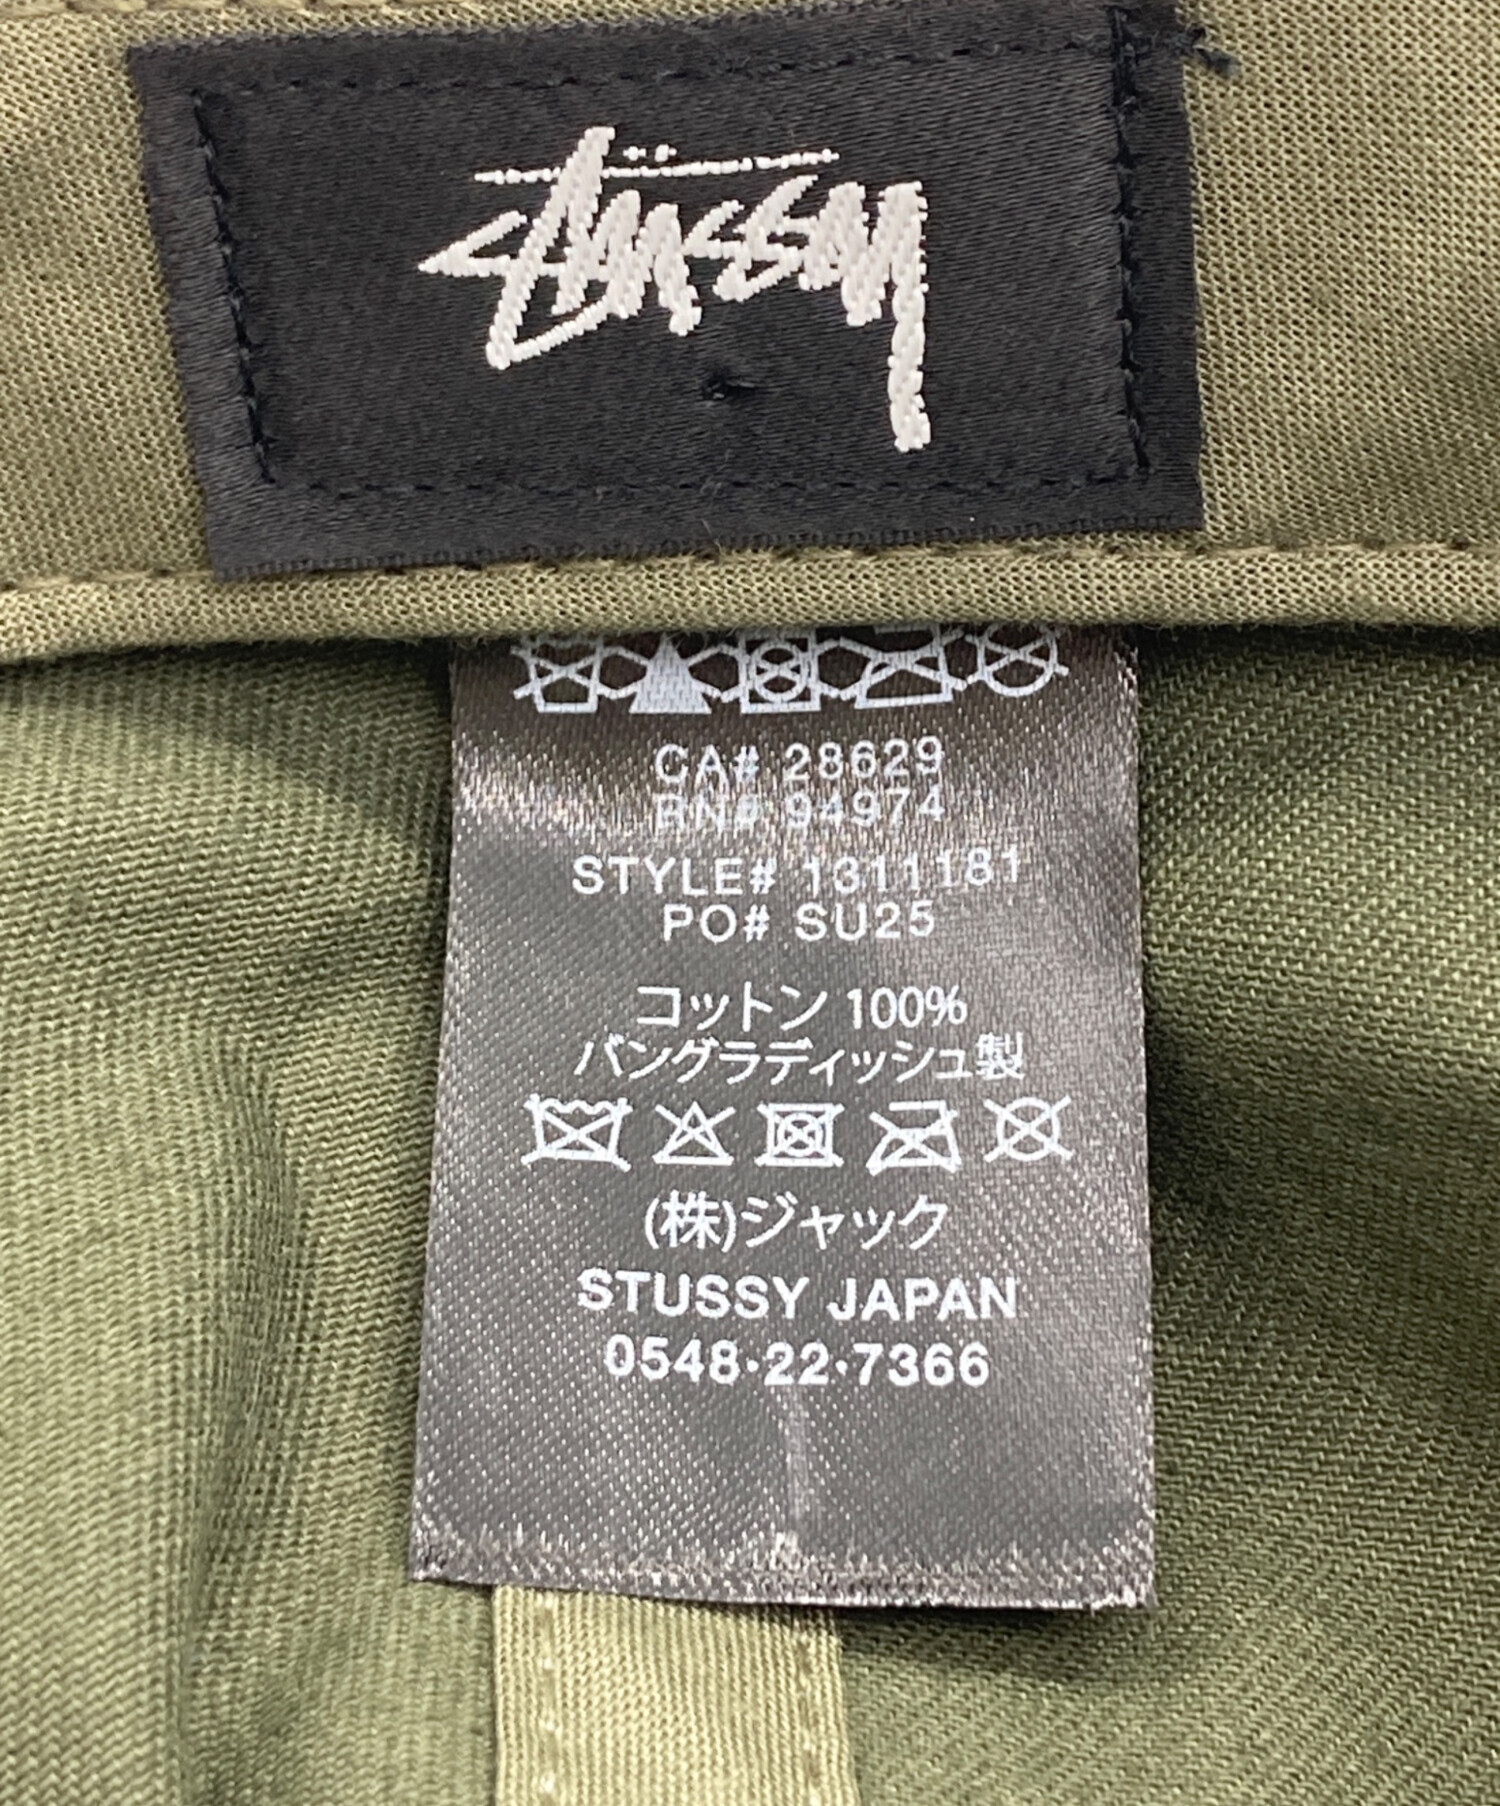 Stüssy
CA# 28629
RN# 94974
STYLE# 1311181
PO# SU25
コットン 100%
バングラディッシュ製
(株)ジャック
STUSSY JAPAN
0548·22·7366